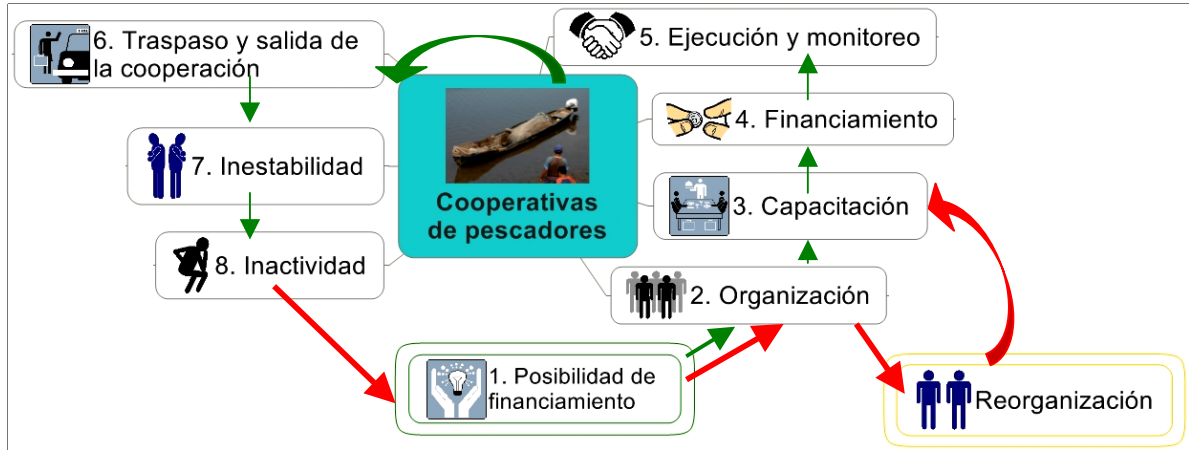 6. Traspaso y salida de
la cooperación
5. Ejecución y monitoreo
4. Financiamiento
7. Inestabilidad
Cooperativas
de pescadores
3. Capacitación
8. Inactividad
2. Organización
1. Posibilidad de
financiamiento
Reorganización